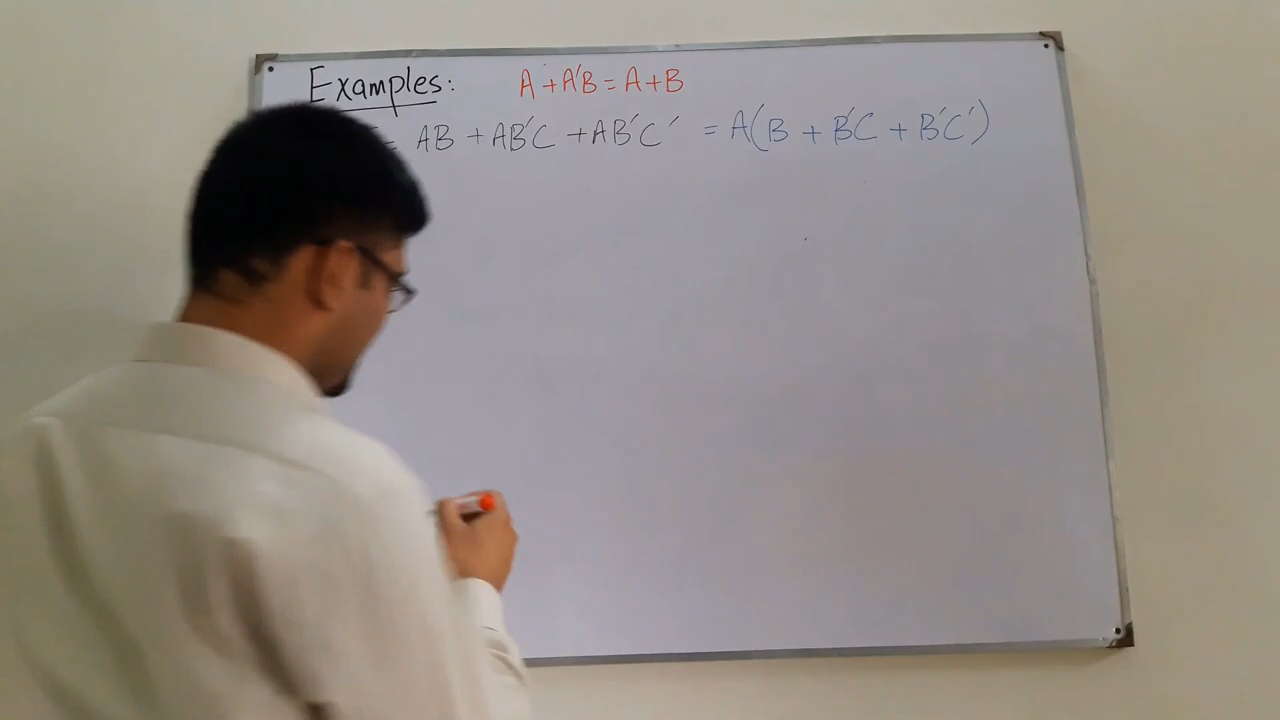 Examples: A + A'B = A + B
= AB + AB'C + AB'C' = A(B + B'C + B'C')